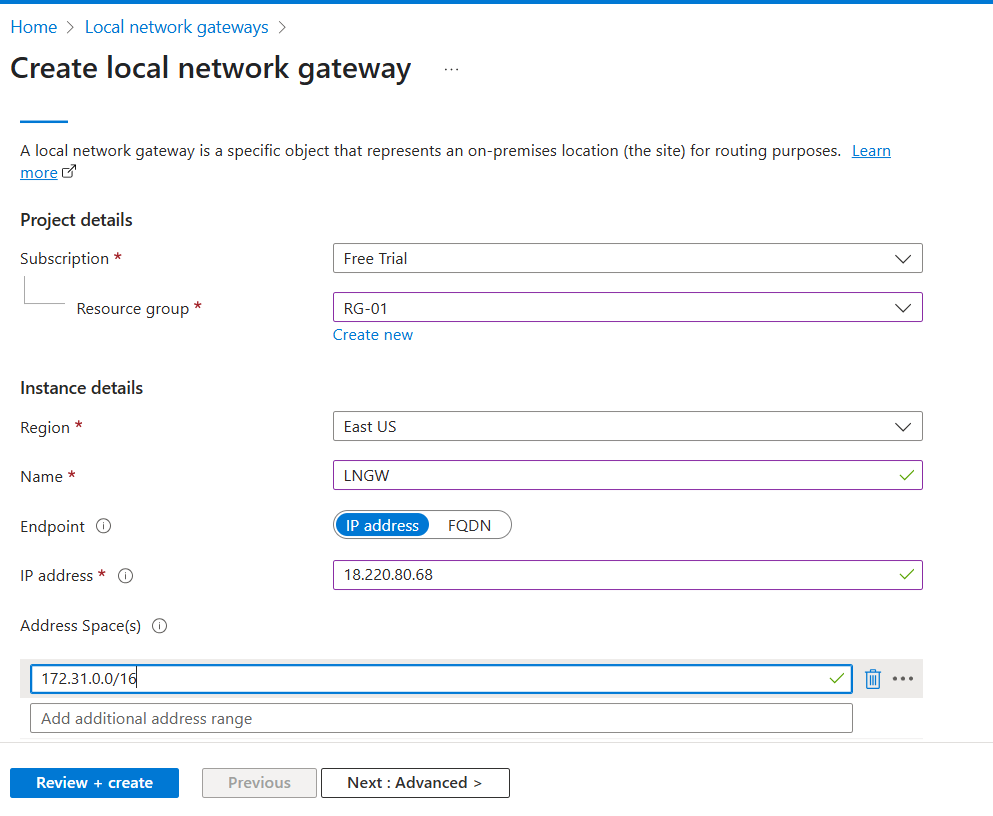 Home > Local network gateways >
Create local network gateway ...
A local network gateway is a specific object that represents an on-premises location (the site) for routing purposes. Learn
more
Project details
Subscription * Free Trial
Resource group * RG-01
Create new
Instance details
Region * East US
Name * LNGW
Endpoint IP address FQDN
IP address * 18.220.80.68
Address Space(s)
172.31.0.0/16
Add additional address range
Review + create Previous Next : Advanced >